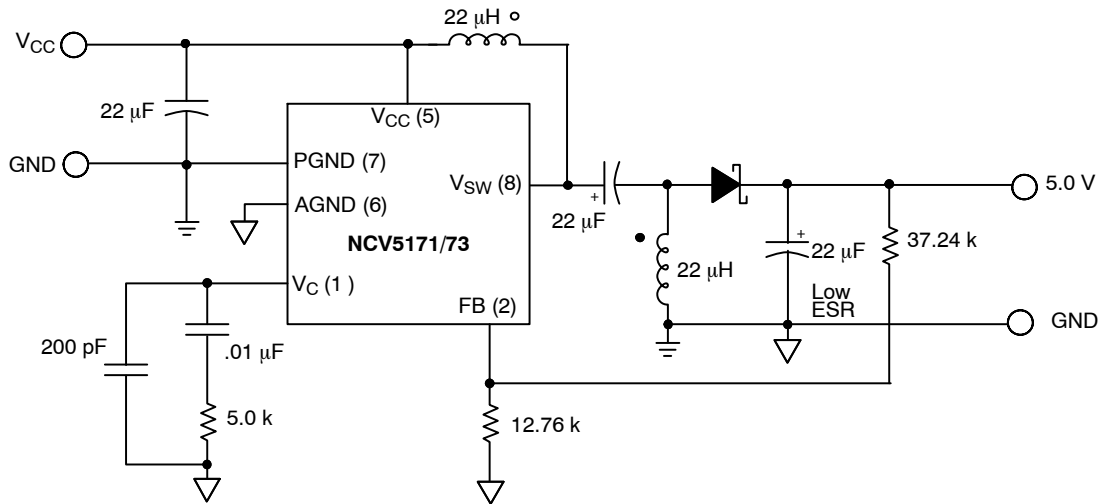 22 μH
VCC
VCC (5)
22 μF
GND
PGND (7)
VSW (8)
5.0 V
AGND (6)
22 μF
NCV5171/73
37.24 k
22 μF
22 μH
VC (1 )
Low
ESR
FB (2)
GND
200 pF
.01 μF
5.0 k
12.76 k